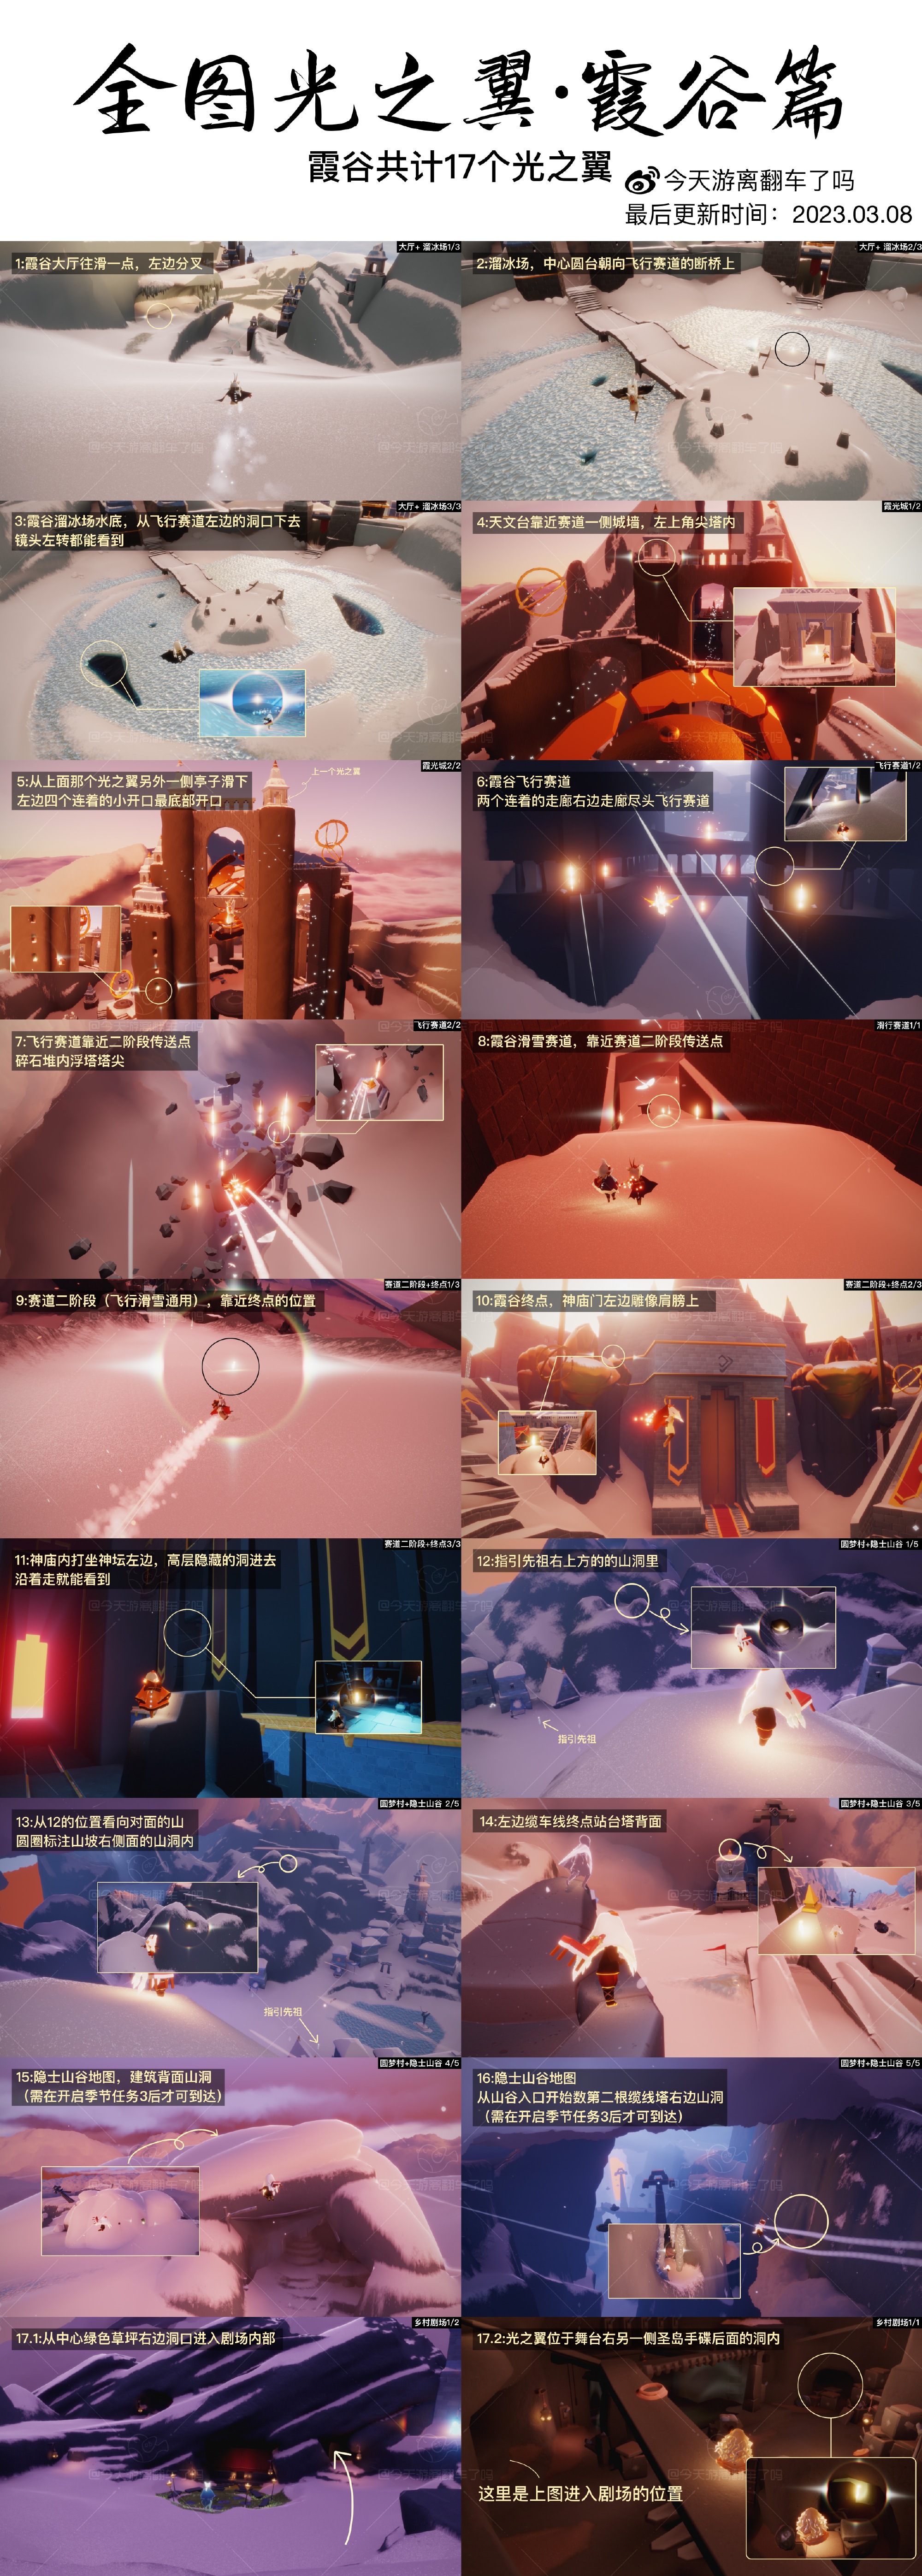 全图光之翼·霞谷篇
霞谷共计17个光之翼
今天游离翻车了吗
最后更新时间：2023.03.08
大厅+ 溜冰场1/3
1:霞谷大厅往滑一点，左边分叉
大厅+ 溜冰场2/3
2:溜冰场，中心圆台朝向飞行赛道的断桥上
大厅+ 溜冰场3/3
3:霞谷溜冰场水底，从飞行赛道左边的洞口下去
镜头左转都能看到
霞光城1/2
4:天文台靠近赛道一侧城墙，左上角尖塔内
霞光城2/2
5:从上面那个光之翼另外一侧亭子滑下
左边四个连着的小开口最底部开口
上一个光之翼
飞行赛道1/2
6:霞谷飞行赛道
两个连着的走廊右边走廊尽头飞行赛道
飞行赛道2/2
7:飞行赛道靠近二阶段传送点
碎石堆内浮塔塔尖
滑行赛道1/1
8:霞谷滑雪赛道，靠近赛道二阶段传送点
赛道二阶段+终点1/3
9:赛道二阶段（飞行滑雪通用），靠近终点的位置
赛道二阶段+终点2/3
10:霞谷终点，神庙门左边雕像肩膀上
赛道二阶段+终点3/3
11:神庙内打坐神坛左边，高层隐藏的洞进去
沿着走就能看到
圆梦村+隐士山谷 1/5
12:指引先祖右上方的的山洞里
指引先祖
圆梦村+隐士山谷 2/5
13:从12的位置看向对面的山
圆圈标注山坡右侧面的山洞内
指引先祖
圆梦村+隐士山谷 3/5
14:左边缆车线终点站台塔背面
圆梦村+隐士山谷 4/5
15:隐士山谷地图，建筑背面山洞
（需在开启季节任务3后才可到达）
圆梦村+隐士山谷 5/5
16:隐士山谷地图
从山谷入口开始数第二根缆线塔右边山洞
（需在开启季节任务3后才可到达）
乡村剧场1/2
17.1:从中心绿色草坪右边洞口进入剧场内部
乡村剧场1/1
17.2:光之翼位于舞台右另一侧圣岛手碟后面的洞内
这里是上图进入剧场的位置
@今天游离翻车了吗